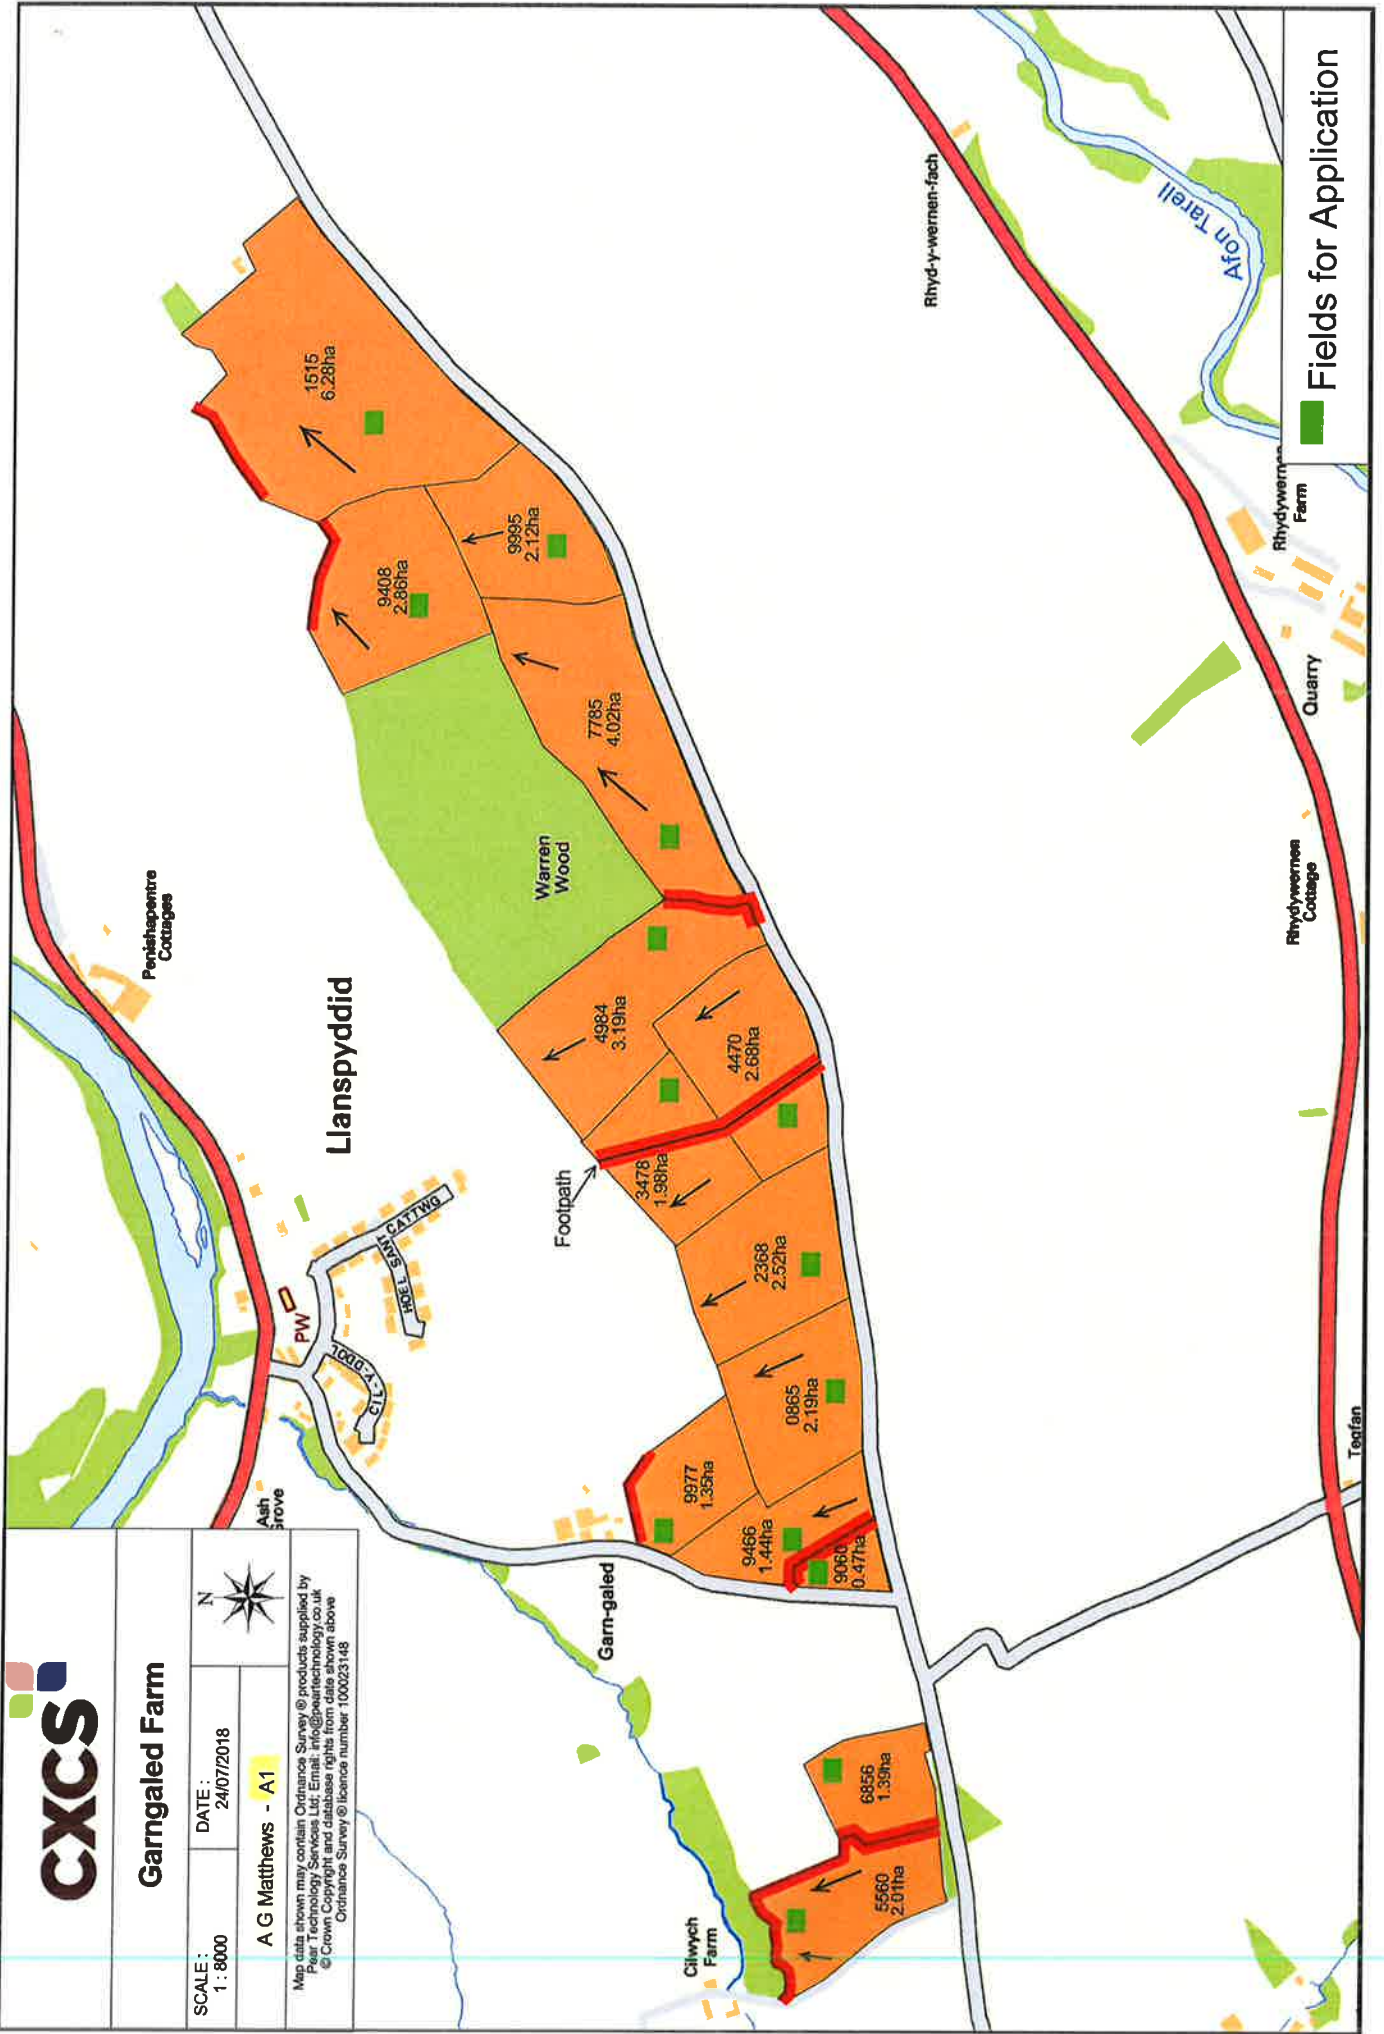 CXCS
Garngaled Farm
SCALE :
1 : 8000
DATE :
24/07/2018
N
A G Matthews - A1
Map data shown may contain Ordnance Survey ® products supplied by
Pear Technology Services Ltd; Email: info@peartechnology.co.uk
© Crown Copyright and database rights from date shown above
Ordnance Survey ® licence number 100023148
Penishapentre
Cottages
Llanspyddid
PW
HOEL SANT CATTWG
CIL-Y-DDOL
Ash
Grove
Footpath
Garn-galed
Cilwych
Farm
Warren
Wood
1515
6.28ha
9408
2.86ha
9995
2.12ha
7785
4.02ha
4984
3.19ha
4470
2.68ha
3478
1.98ha
2368
2.52ha
0865
2.19ha
9977
1.35ha
9466
1.44ha
9060
0.47ha
6856
1.39ha
5560
2.01ha
Rhyd-y-wernen-fach
Afon Tarell
Rhydywernen
Farm
Quarry
Rhydywernen
Cottage
Tegfan
Fields for Application